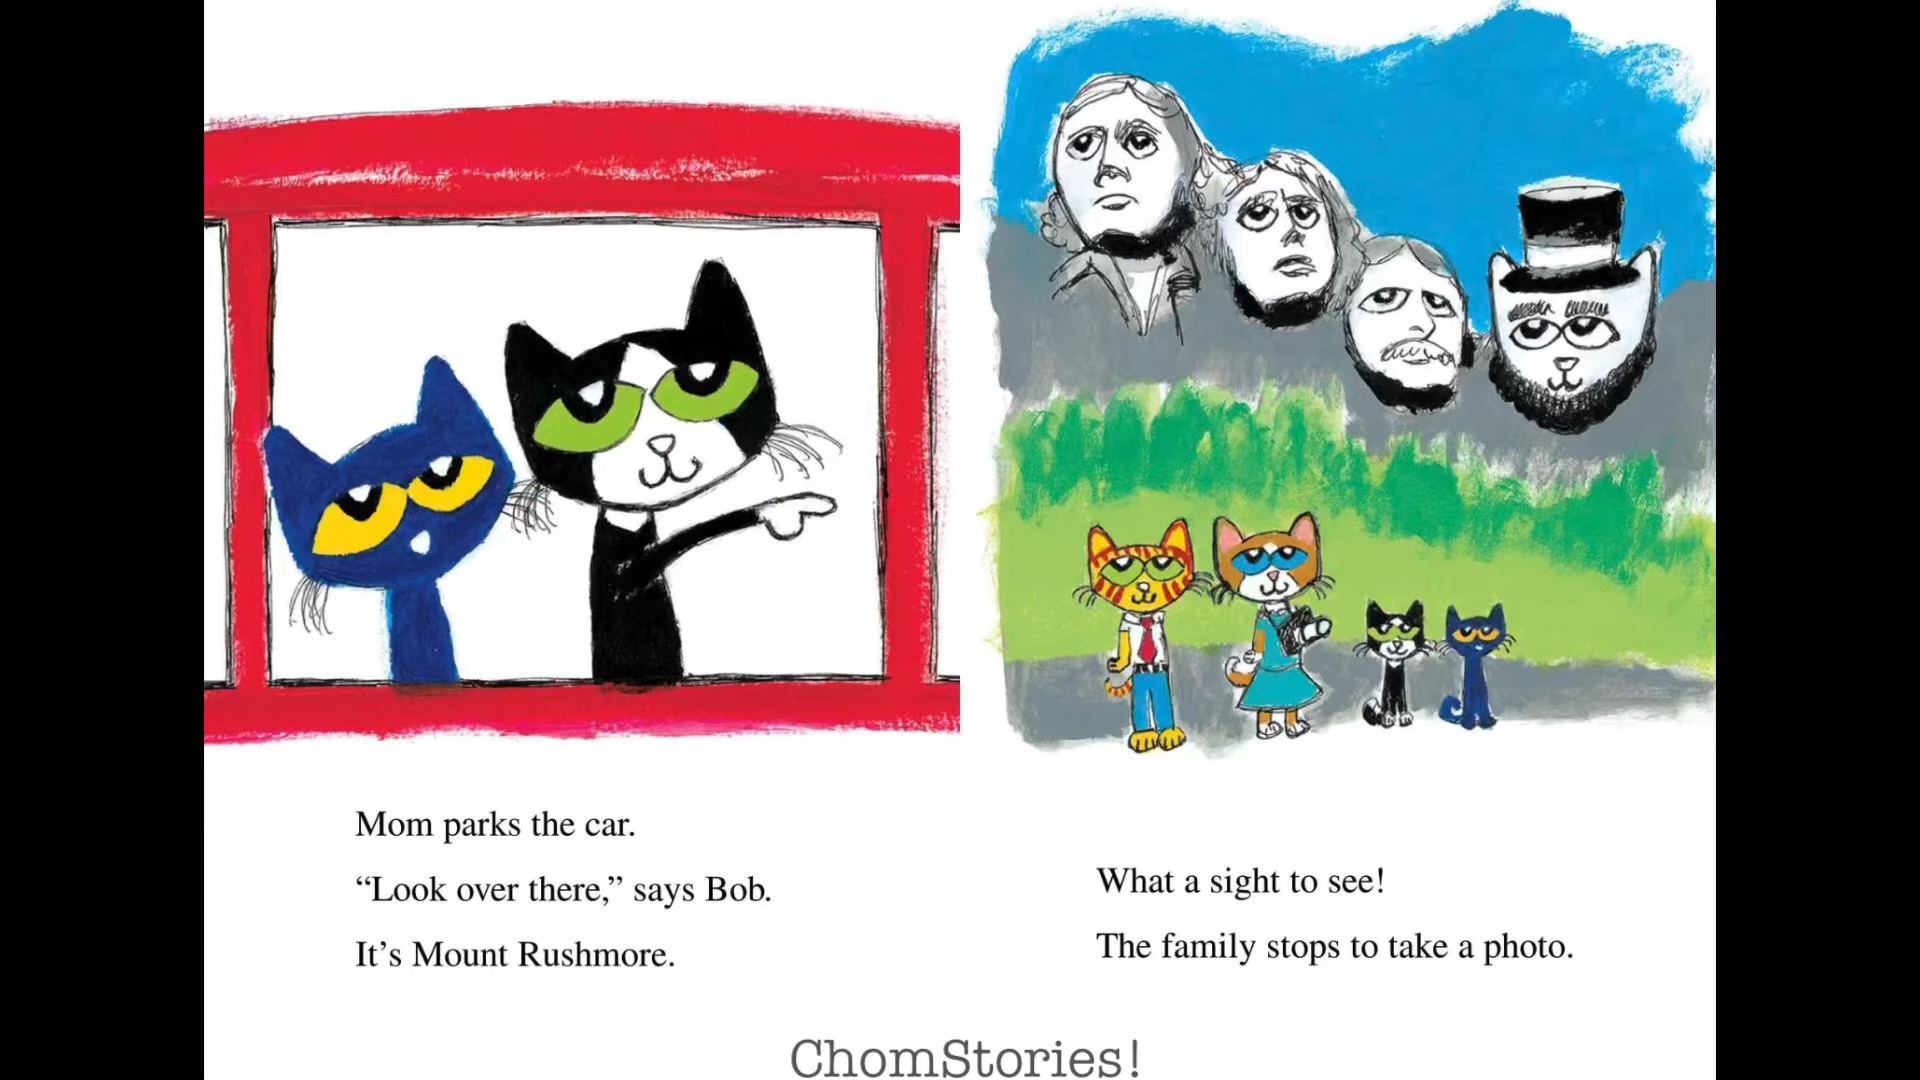 Mom parks the car.
“Look over there,” says Bob.
It’s Mount Rushmore.
What a sight to see!
The family stops to take a photo.
ChomStories!